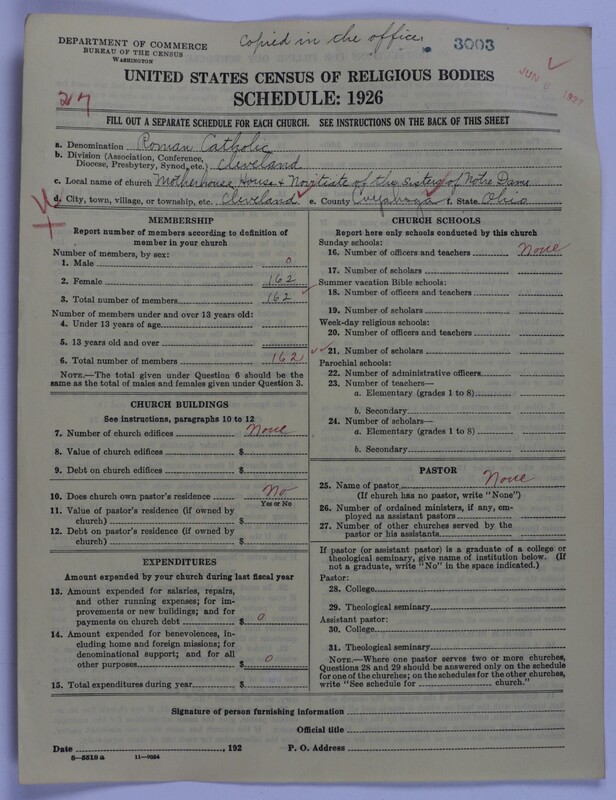 Copied in the office.
3003
DEPARTMENT OF COMMERCE
BUREAU OF THE CENSUS
WASHINGTON
UNITED STATES CENSUS OF RELIGIOUS BODIES
SCHEDULE: 1926
FILL OUT A SEPARATE SCHEDULE FOR EACH CHURCH. SEE INSTRUCTIONS ON THE BACK OF THIS SHEET
a. Denomination Roman Catholic
b. Division (Association, Conference,
Diocese, Presbytery, Synod, etc.) Cleveland
c. Local name of church Motherhouse House & Novitiate of the Sisters of Notre Dame
d. City, town, village, or township, etc. Cleveland e. County Cuyahoga f. State Ohio
MEMBERSHIP
Report number of members according to definition of
member in your church
Number of members, by sex:
1. Male 0
2. Female 162
3. Total number of members 162
Number of members under and over 13 years old:
4. Under 13 years of age
5. 13 years old and over
6. Total number of members 162
NOTE.—The total given under Question 6 should be
the same as the total of males and females given under Question 3.
CHURCH BUILDINGS
See instructions, paragraphs 10 to 12
7. Number of church edifices None
8. Value of church edifices $
9. Debt on church edifices $
10. Does church own pastor's residence No
Yes or No
11. Value of pastor's residence (if owned by
church) $
12. Debt on pastor's residence (if owned by
church) $
EXPENDITURES
Amount expended by your church during last fiscal year
13. Amount expended for salaries, repairs,
and other running expenses; for im-
provements or new buildings; and for
payments on church debt $ 0
14. Amount expended for benevolences, in-
cluding home and foreign missions; for
denominational support; and for all
other purposes $ 0
15. Total expenditures during year $
CHURCH SCHOOLS
Report here only schools conducted by this church
Sunday schools:
16. Number of officers and teachers None
17. Number of scholars
Summer vacation Bible schools:
18. Number of officers and teachers
19. Number of scholars
Week-day religious schools:
20. Number of officers and teachers
21. Number of scholars
Parochial schools:
22. Number of administrative officers
23. Number of teachers—
a. Elementary (grades 1 to 8)
b. Secondary
24. Number of scholars—
a. Elementary (grades 1 to 8)
b. Secondary
PASTOR
25. Name of pastor None
(If church has no pastor, write "None")
26. Number of ordained ministers, if any, em-
ployed as assistant pastors
27. Number of other churches served by the
pastor or his assistants
If pastor (or assistant pastor) is a graduate of a college or
theological seminary, give name of institution below. (If
not a graduate, write "No" in the space indicated.)
Pastor:
28. College
29. Theological seminary
Assistant pastor:
30. College
31. Theological seminary
NOTE.—Where one pastor serves two or more churches,
Questions 28 and 29 should be answered only on the schedule
for one of the churches; on the schedules for the other churches,
write "See schedule for church."
Signature of person furnishing information
Official title
Date , 192 P. O. Address
8—5519 a 11—9034